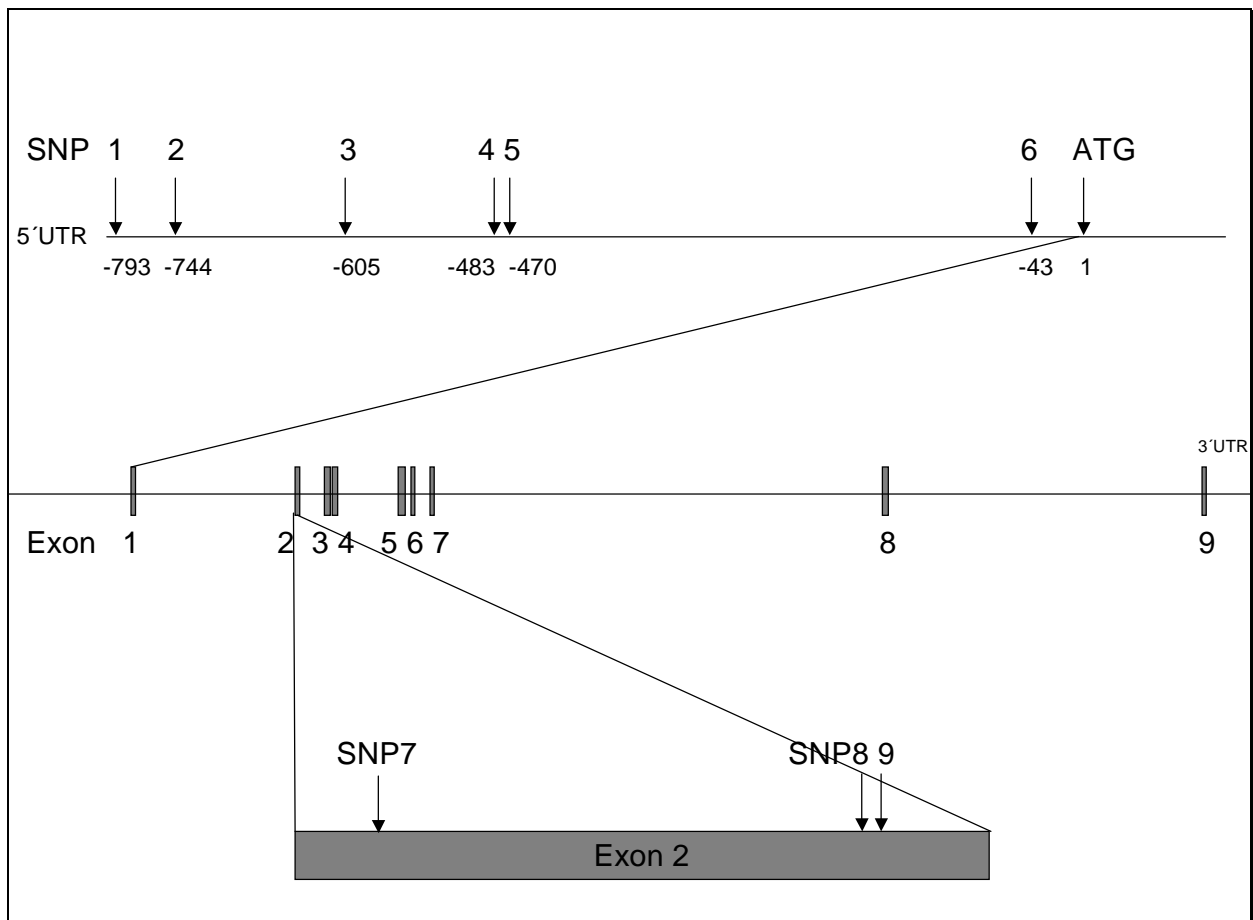 SNP 1 2 3 4 5 6 ATG
5´UTR
-793 -744 -605 -483 -470 -43 1
3´UTR
Exon 1 2 3 4 5 6 7 8 9
SNP7 SNP8 9
Exon 2